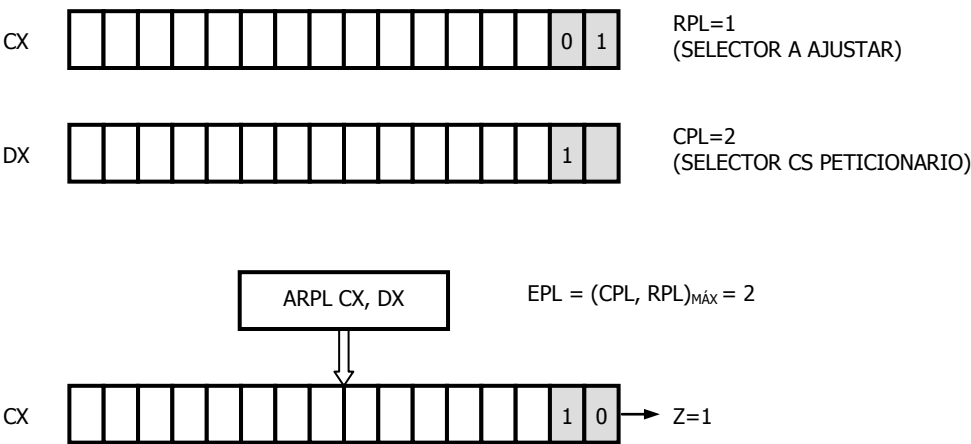 CX 0 1 RPL=1
(SELECTOR A AJUSTAR)
DX 1 CPL=2
(SELECTOR CS PETICIONARIO)
ARPL CX, DX EPL = (CPL, RPL)MÁX = 2
CX 1 0 Z=1